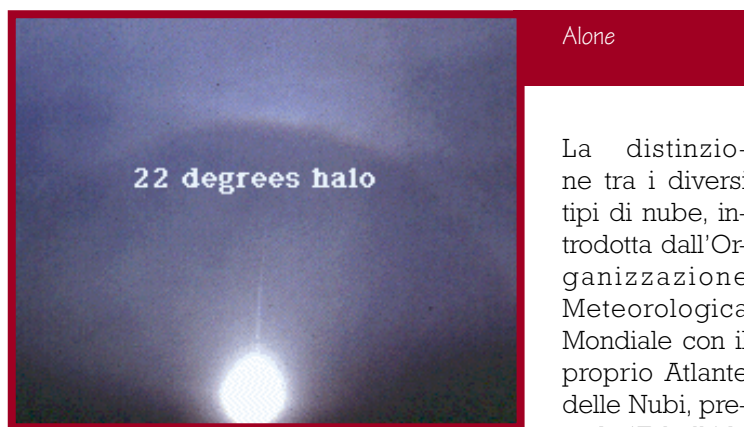 22 degrees halo
Alone
La distinzio-
ne tra i diversi
tipi di nube, in-
trodotta dall'Or-
ganizzazione
Meteorologica
Mondiale con il
proprio Atlante
delle Nubi, pre-